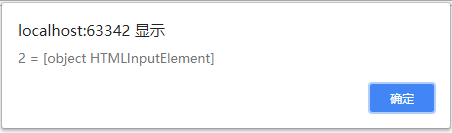 localhost:63342 显示
2 = [object HTMLInputElement]
确定